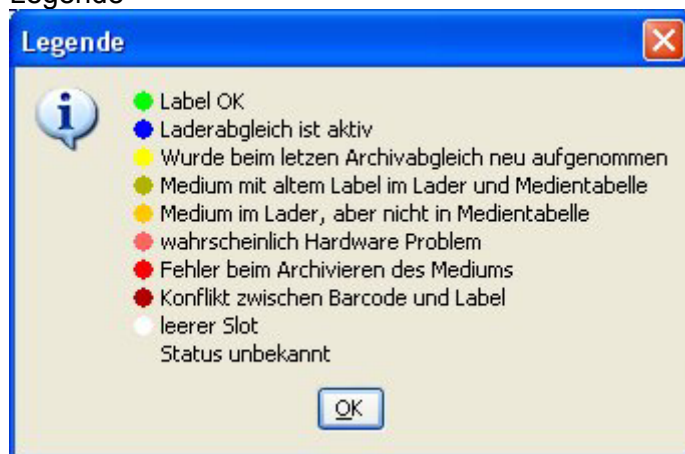 Legende
Legende
Label OK
Laderabgleich ist aktiv
Wurde beim letzen Archivabgleich neu aufgenommen
Medium mit altem Label im Lader und Medientabelle
Medium im Lader, aber nicht in Medientabelle
wahrscheinlich Hardware Problem
Fehler beim Archivieren des Mediums
Konflikt zwischen Barcode und Label
leerer Slot
Status unbekannt
OK